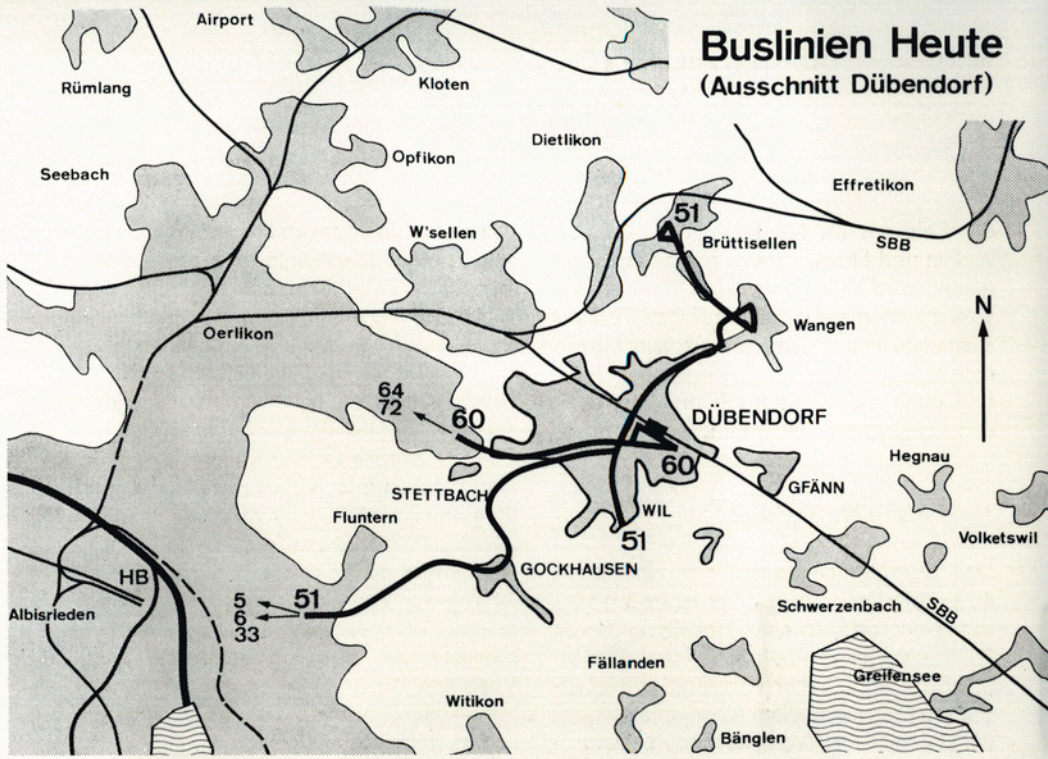 Buslinien Heute
(Ausschnitt Dübendorf)
Airport
Rümlang
Kloten
Opfikon
Dietlikon
Seebach
Effretikon
W'sellen
51
Brüttisellen
SBB
N
Wangen
Oerlikon
64
72
60
DÜBENDORF
60
Hegnau
STETTBACH
GFÄNN
Fluntern
WIL
51
Volketswil
GOCKHAUSEN
HB
Albisrieden
5
6
33
51
Schwerzenbach
SBB
Fällanden
Greifensee
Witikon
Bänglen